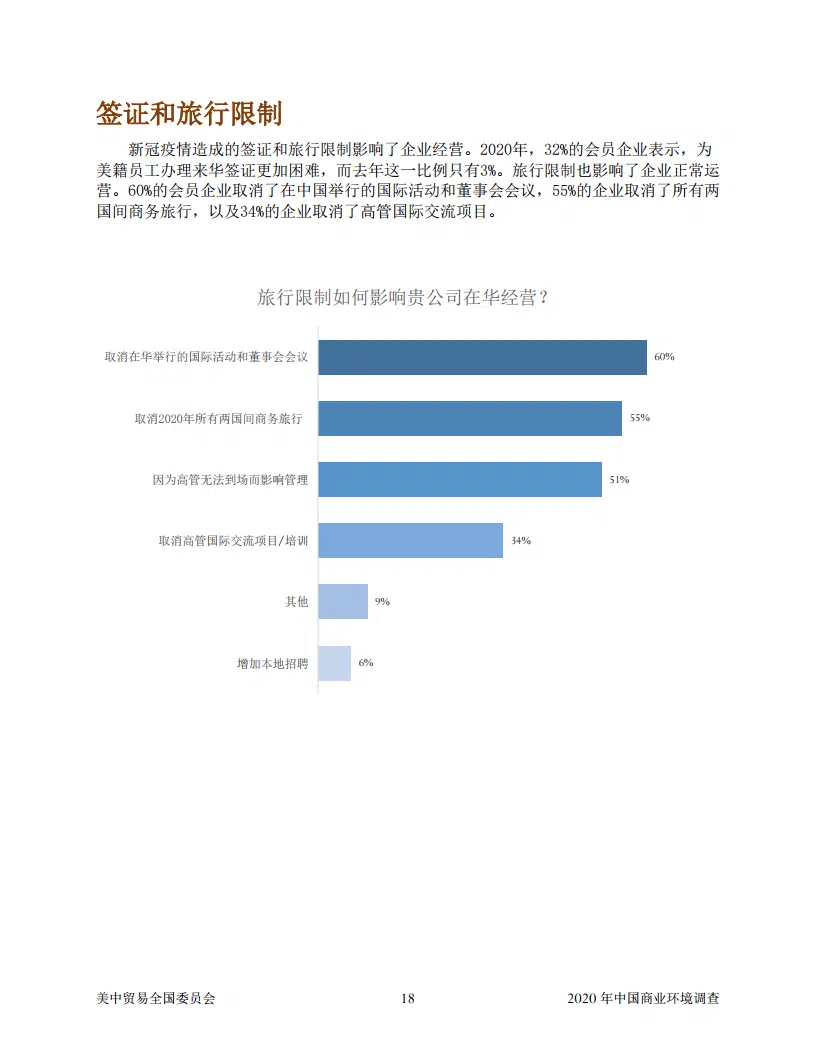 签证和旅行限制
新冠疫情造成的签证和旅行限制影响了企业经营。2020年，32%的会员企业表示，为
美籍员工办理来华签证更加困难，而去年这一比例只有3%。旅行限制也影响了企业正常运
营。60%的会员企业取消了在中国举行的国际活动和董事会会议，55%的企业取消了所有两
国间商务旅行，以及34%的企业取消了高管国际交流项目。
旅行限制如何影响贵公司在华经营？
取消在华举行的国际活动和董事会会议 60%
取消2020年所有两国间商务旅行 55%
因为高管无法到场而影响管理 51%
取消高管国际交流项目/培训 34%
其他 9%
增加本地招聘 6%
美中贸易全国委员会 18 2020 年中国商业环境调查